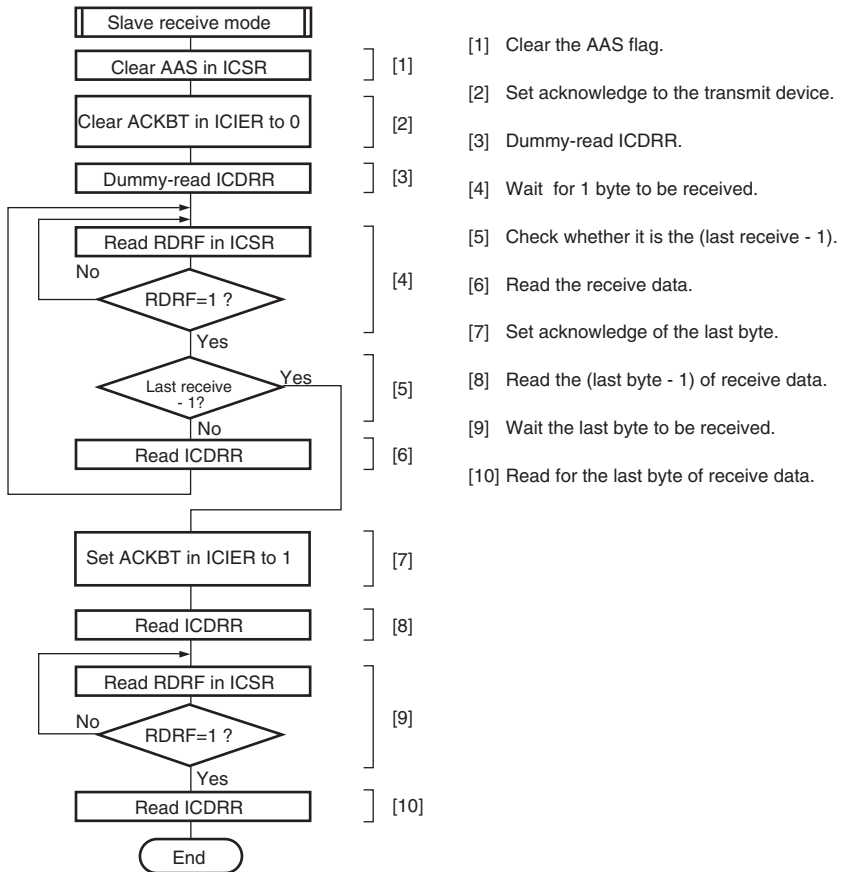 Slave receive mode
Clear AAS in ICSR
[1]
Clear ACKBT in ICIER to 0
[2]
Dummy-read ICDRR
[3]
Read RDRF in ICSR
No
RDRF=1 ?
[4]
Yes
Last receive
- 1?
Yes
[5]
No
Read ICDRR
[6]
Set ACKBT in ICIER to 1
[7]
Read ICDRR
[8]
Read RDRF in ICSR
No
RDRF=1 ?
[9]
Yes
Read ICDRR
[10]
End
[1] Clear the AAS flag.
[2] Set acknowledge to the transmit device.
[3] Dummy-read ICDRR.
[4] Wait for 1 byte to be received.
[5] Check whether it is the (last receive - 1).
[6] Read the receive data.
[7] Set acknowledge of the last byte.
[8] Read the (last byte - 1) of receive data.
[9] Wait the last byte to be received.
[10] Read for the last byte of receive data.